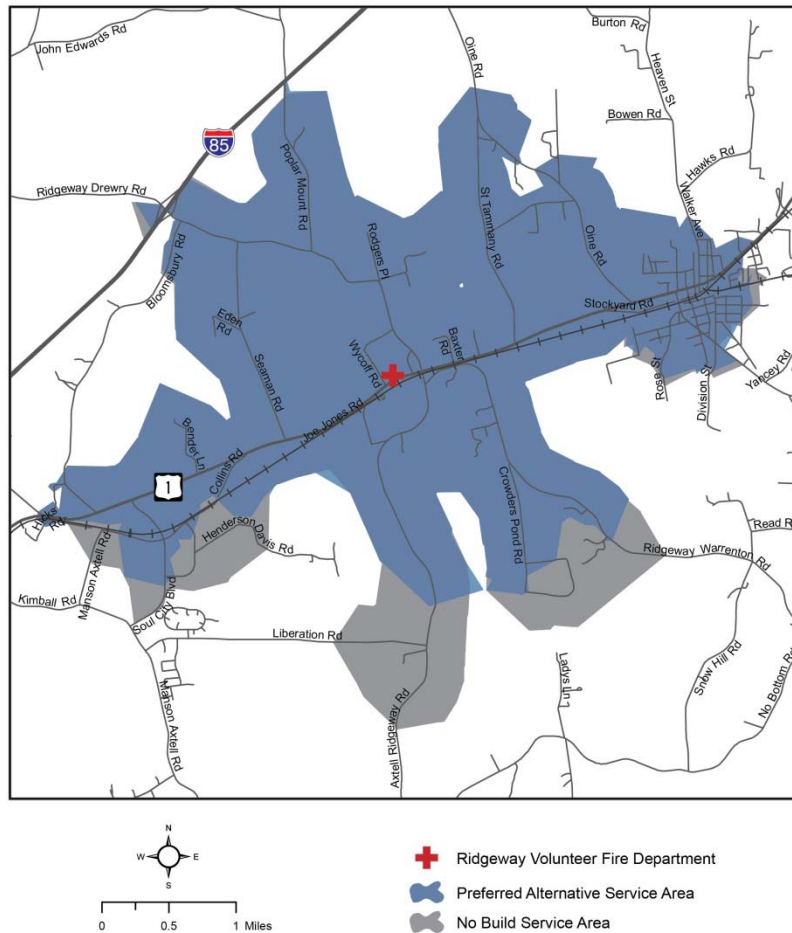 John Edwards Rd
Oine Rd
Burton Rd
Heaven St
Bowen Rd
Hawks Rd
85
Poplar Mount Rd
Ridgeway Drewry Rd
St Tammany Rd
Walker Ave
Rodgers Pl
Oine Rd
Bloomsbury Rd
Stockyard Rd
Eden Rd
Baxter Rd
Wycoff Rd
Seaman Rd
Rose St
Division St
Yancey Rd
Joe Jones Rd
Bender Ln
Collins Rd
1
Crowders Pond Rd
Hicks Rd
Henderson Davis Rd
Manson Axtell Rd
Read R
Ridgeway Warrenton Rd
Kimball Rd
Soul City Blvd
Liberation Rd
Ladys Ln
Snow Hill Rd
No Bottom Rd
Manson Axtell Rd
Axtell Ridgeway Rd
N
W E
S
0 0.5 1 Miles
Ridgeway Volunteer Fire Department
Preferred Alternative Service Area
No Build Service Area